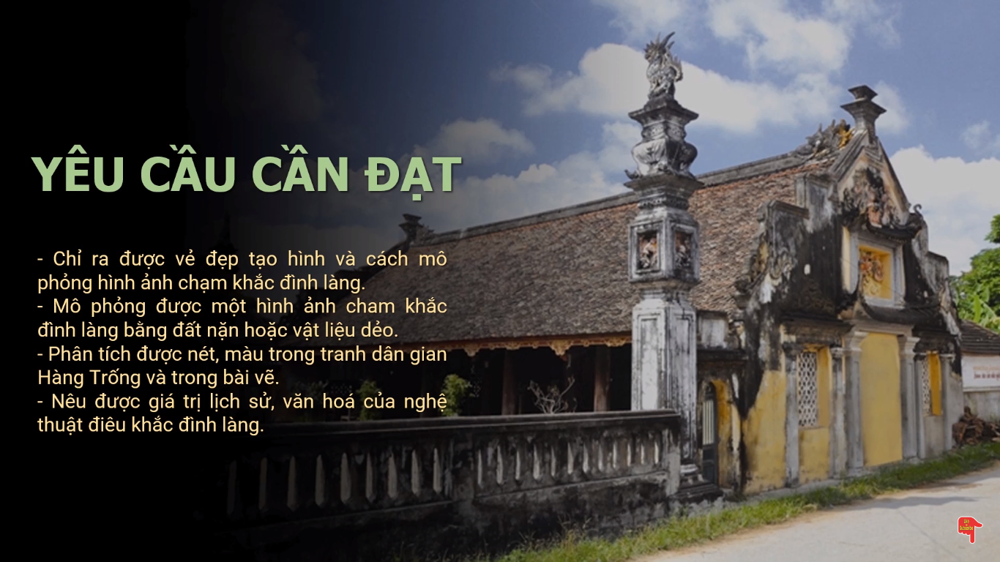 YÊU CẦU CẦN ĐẠT
- Chỉ ra được vẻ đẹp tạo hình và cách mô
phỏng hình ảnh chạm khắc đình làng.
- Mô phỏng được một hình ảnh cham khắc
đình làng bằng đất nặn hoặc vật liệu dẻo.
- Phân tích được nét, màu trong tranh dân gian
Hàng Trống và trong bài vẽ.
- Nêu được giá trị lịch sử, văn hoá của nghệ
thuật điêu khắc đình làng.